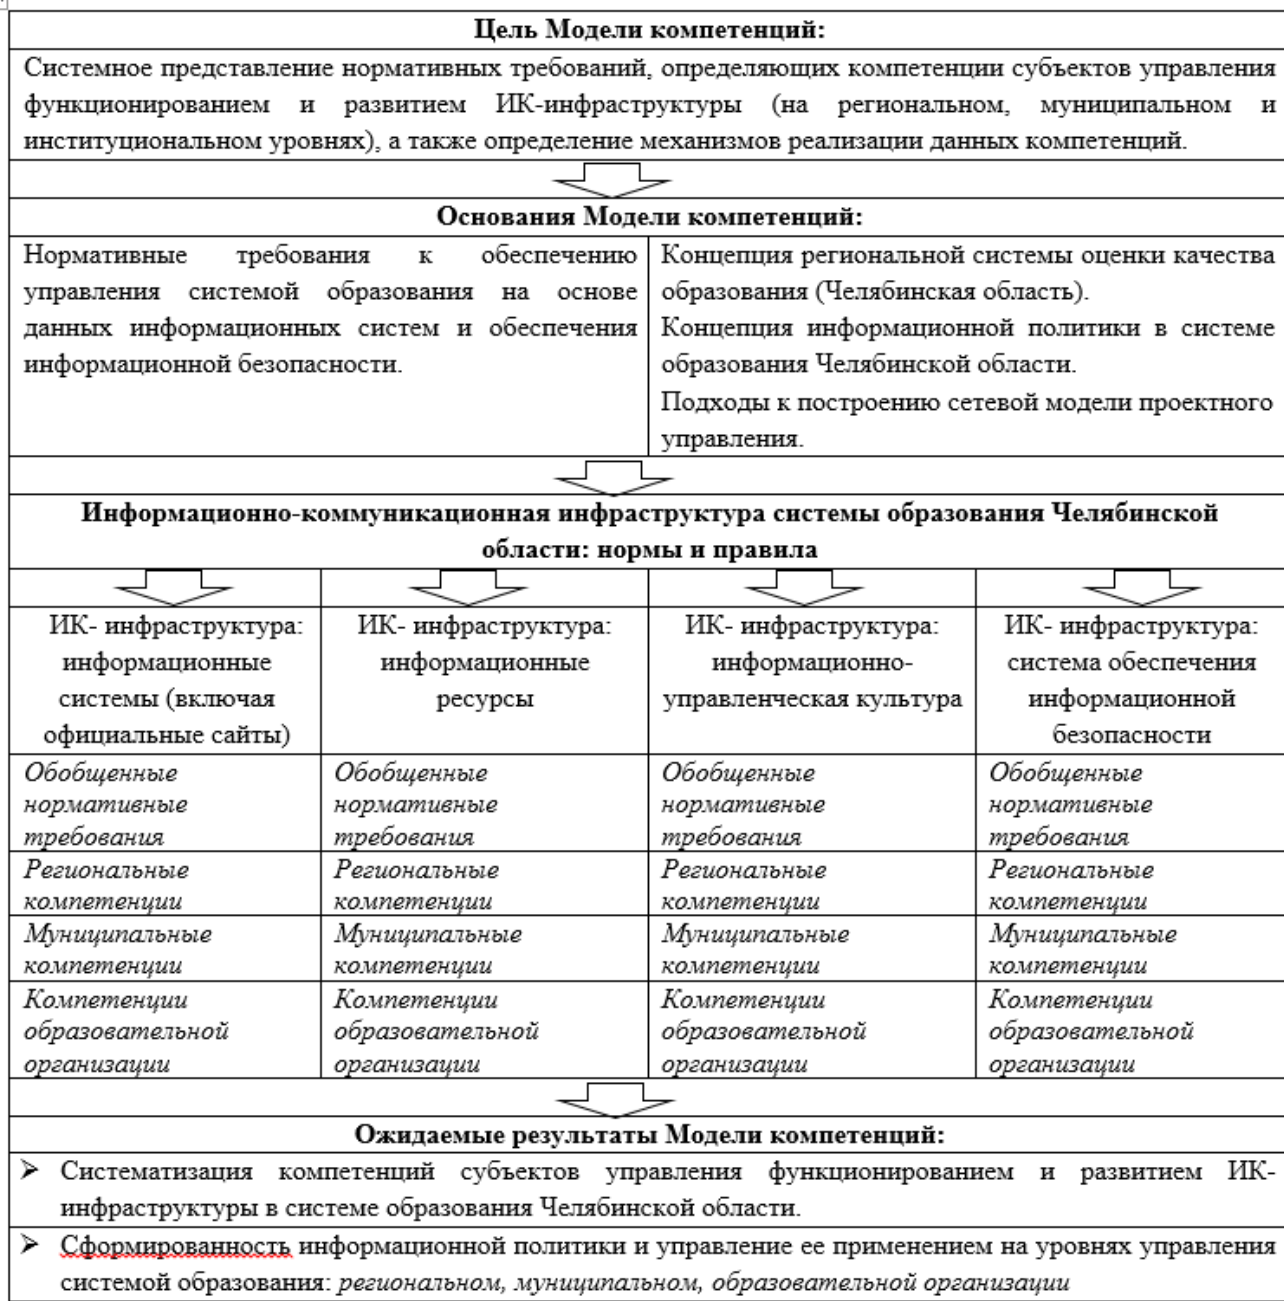 Цель Модели компетенций:
Системное представление нормативных требований, определяющих компетенции субъектов управления
функционированием и развитием ИК-инфраструктуры (на региональном, муниципальном и
институциональном уровнях), а также определение механизмов реализации данных компетенций.
Основания Модели компетенций:
Нормативные требования к обеспечению
управления системой образования на основе
данных информационных систем и обеспечения
информационной безопасности.
Концепция региональной системы оценки качества
образования (Челябинская область).
Концепция информационной политики в системе
образования Челябинской области.
Подходы к построению сетевой модели проектного
управления.
Информационно-коммуникационная инфраструктура системы образования Челябинской
области: нормы и правила
ИК- инфраструктура:
информационные
системы (включая
официальные сайты)
ИК- инфраструктура:
информационные
ресурсы
ИК- инфраструктура:
информационно-
управленческая культура
ИК- инфраструктура:
система обеспечения
информационной
безопасности
Обобщенные
нормативные
требования
Обобщенные
нормативные
требования
Обобщенные
нормативные
требования
Обобщенные
нормативные
требования
Региональные
компетенции
Региональные
компетенции
Региональные
компетенции
Региональные
компетенции
Муниципальные
компетенции
Муниципальные
компетенции
Муниципальные
компетенции
Муниципальные
компетенции
Компетенции
образовательной
организации
Компетенции
образовательной
организации
Компетенции
образовательной
организации
Компетенции
образовательной
организации
Ожидаемые результаты Модели компетенций:
➢ Систематизация компетенций субъектов управления функционированием и развитием ИК-
инфраструктуры в системе образования Челябинской области.
➢ Сформированность информационной политики и управление ее применением на уровнях управления
системой образования: региональном, муниципальном, образовательной организации